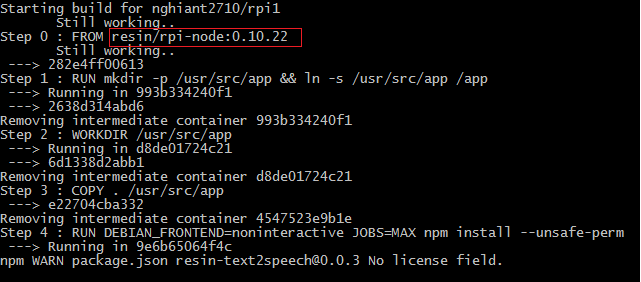 Starting build for nghiant2710/rpi1
Still working..
Step 0 : FROM resin/rpi-node:0.10.22
Still working..
---> 282e4ff00613
Step 1 : RUN mkdir -p /usr/src/app && ln -s /usr/src/app /app
---> Running in 993b334240f1
---> 2638d314abd6
Removing intermediate container 993b334240f1
Step 2 : WORKDIR /usr/src/app
---> Running in d8de01724c21
---> 6d1338d2abb1
Removing intermediate container d8de01724c21
Step 3 : COPY . /usr/src/app
---> e22704cba332
Removing intermediate container 4547523e9b1e
Step 4 : RUN DEBIAN_FRONTEND=noninteractive JOBS=MAX npm install --unsafe-perm
---> Running in 9e6b65064f4c
npm WARN package.json resin-text2speech@0.0.3 No license field.